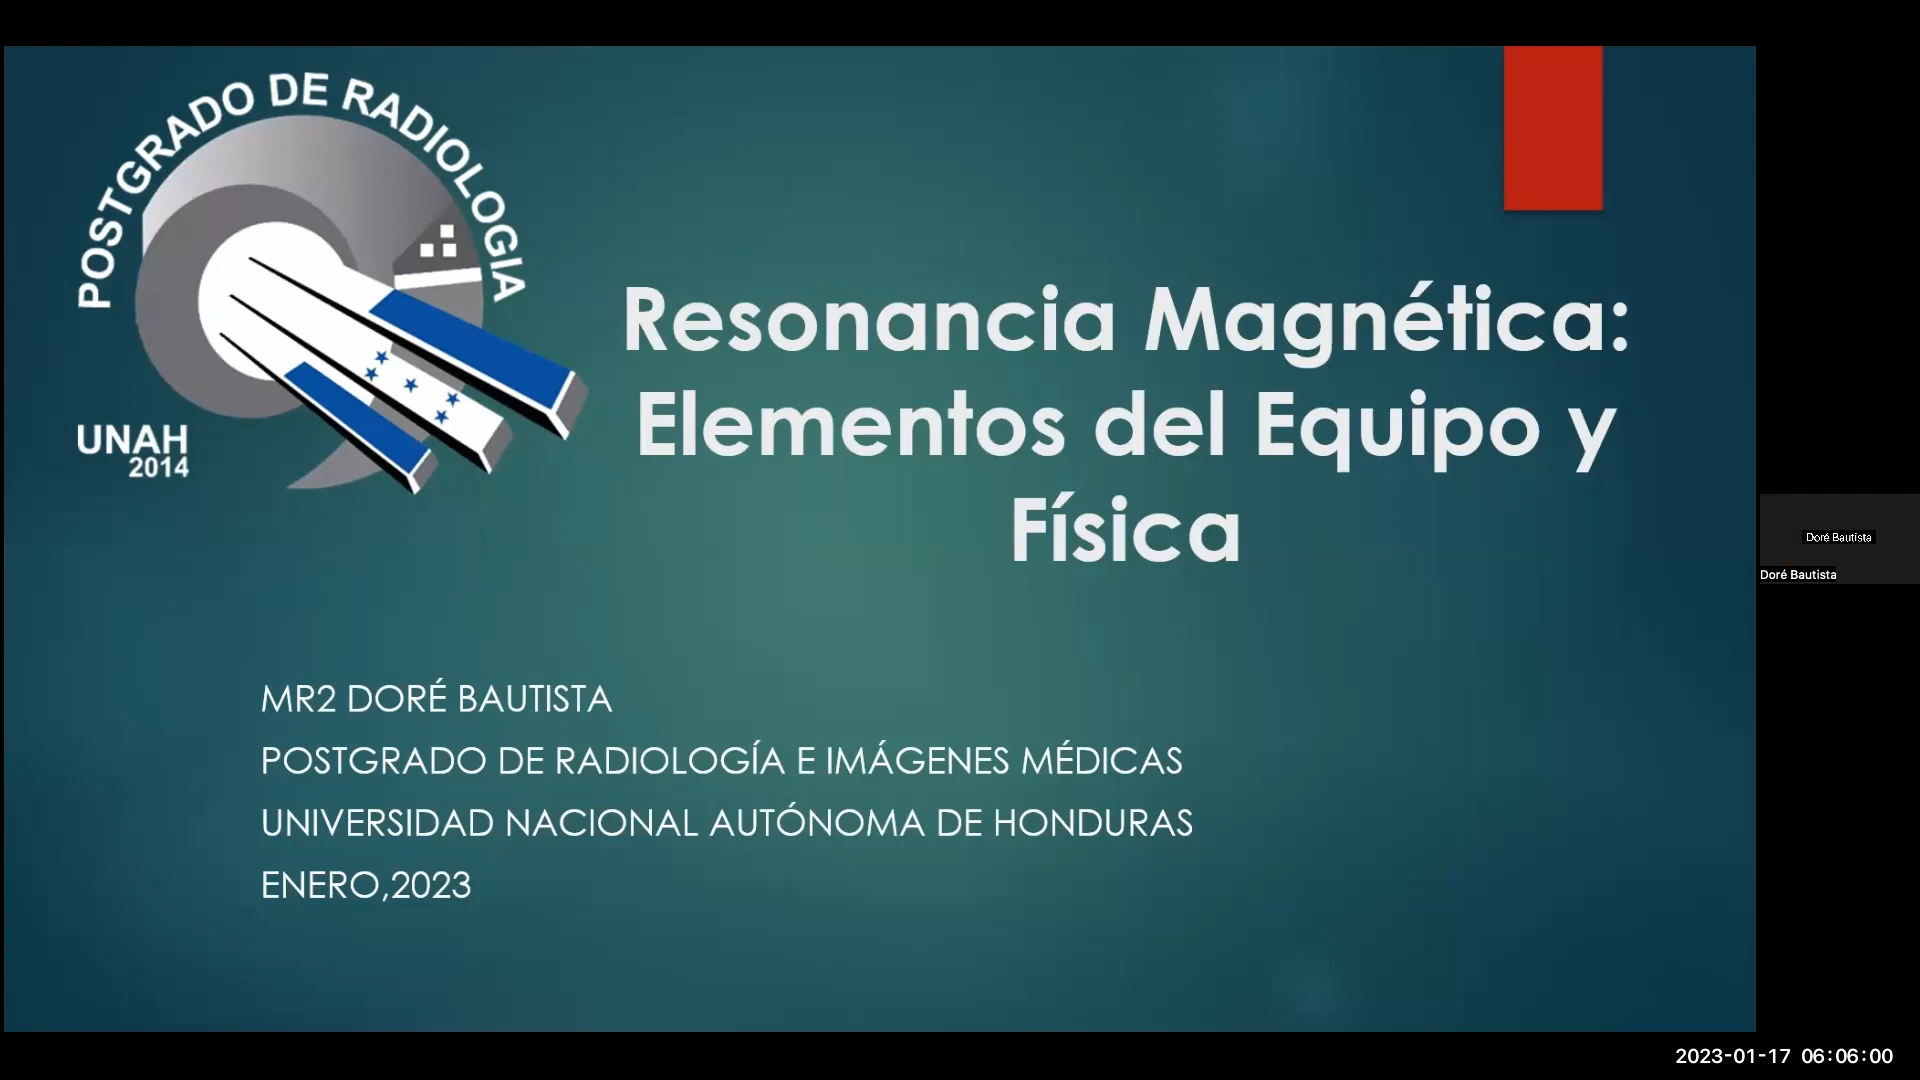 POSTGRADO DE RADIOLOGIA
UNAH
2014
Resonancia Magnética:
Elementos del Equipo y
Física
MR2 DORÉ BAUTISTA
POSTGRADO DE RADIOLOGÍA E IMÁGENES MÉDICAS
UNIVERSIDAD NACIONAL AUTÓNOMA DE HONDURAS
ENERO,2023
Doré Bautista
Doré Bautista
2023-01-17 06:06:00